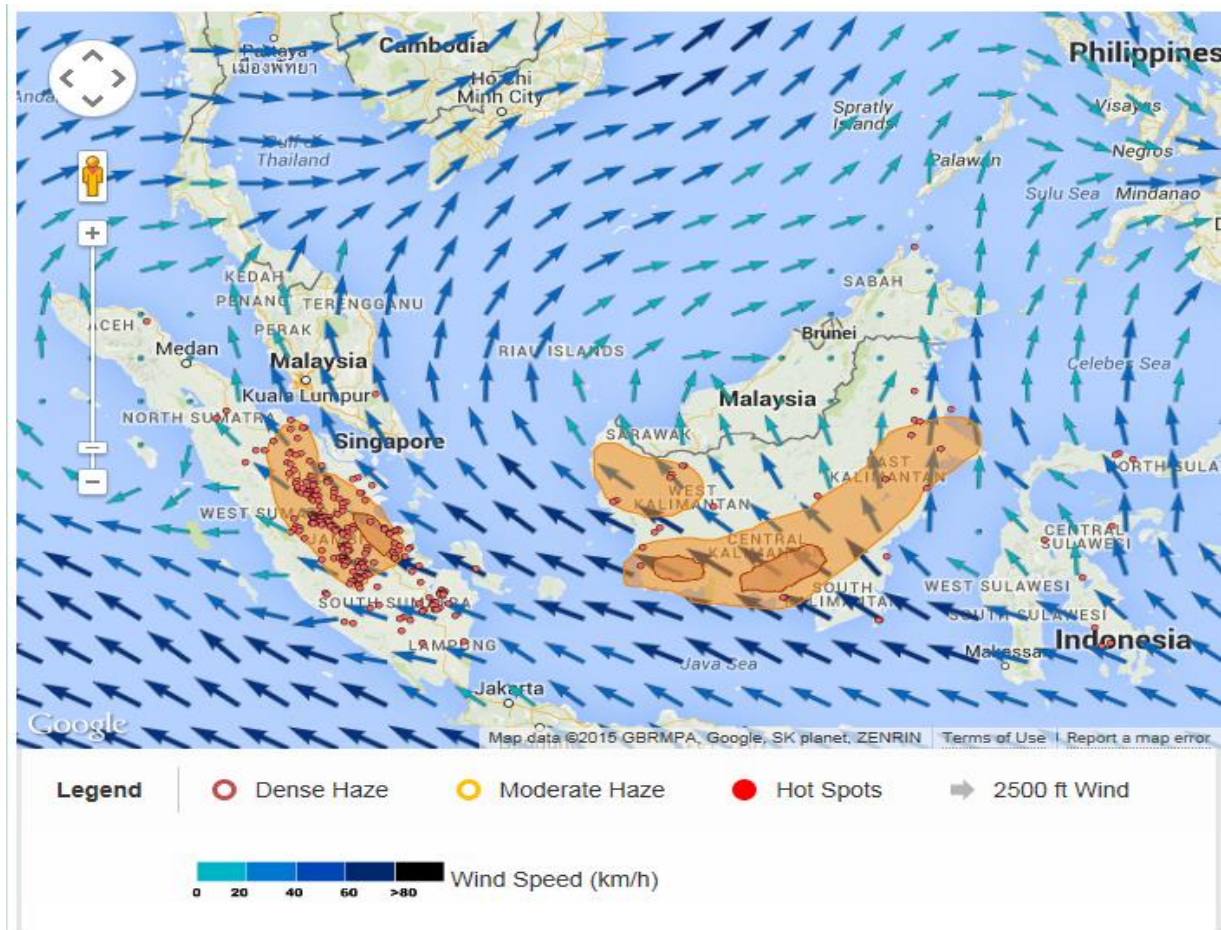 Pattaya
เมืองพัทยา
Cambodia
Ho Chi
Minh City
Philippines
Visayas
Spratly
Islands
Gulf of
Thailand
Palawan
Negros
Sulu Sea
Mindanao
KEDAH
PENANG
TERENGGANU
SABAH
ACEH
PERAK
Brunei
Medan
Malaysia
RIAU ISLANDS
Celebes Sea
Kuala Lumpur
Malaysia
NORTH SUMATRA
Singapore
SARAWAK
EAST
KALIMANTAN
NORTH SULA
WEST
KALIMANTAN
WEST SUMATRA
JAMBI
CENTRAL
KALIMANTAN
CENTRAL
SULAWESI
SOUTH
KALIMANTAN
WEST SULAWESI
SOUTH SUMATRA
SOUTH SULAWESI
LAMPUNG
Indonesia
Makassar
Java Sea
Jakarta
Google
Map data ©2015 GBRMPA, Google, SK planet, ZENRIN
Terms of Use
Report a map error
Legend
Dense Haze
Moderate Haze
Hot Spots
2500 ft Wind
0 20 40 60 >80
Wind Speed (km/h)